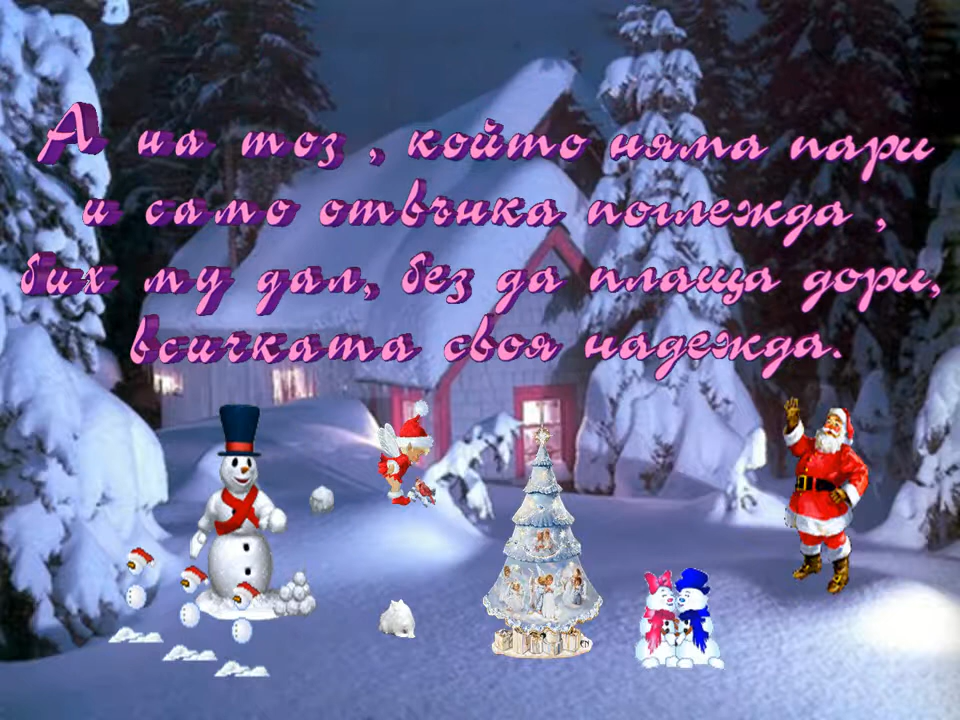 А на тоз , който няма пари
и само отвънка поглежда ,
бих му дал, без да плаща дори,
всичката своя надежда.